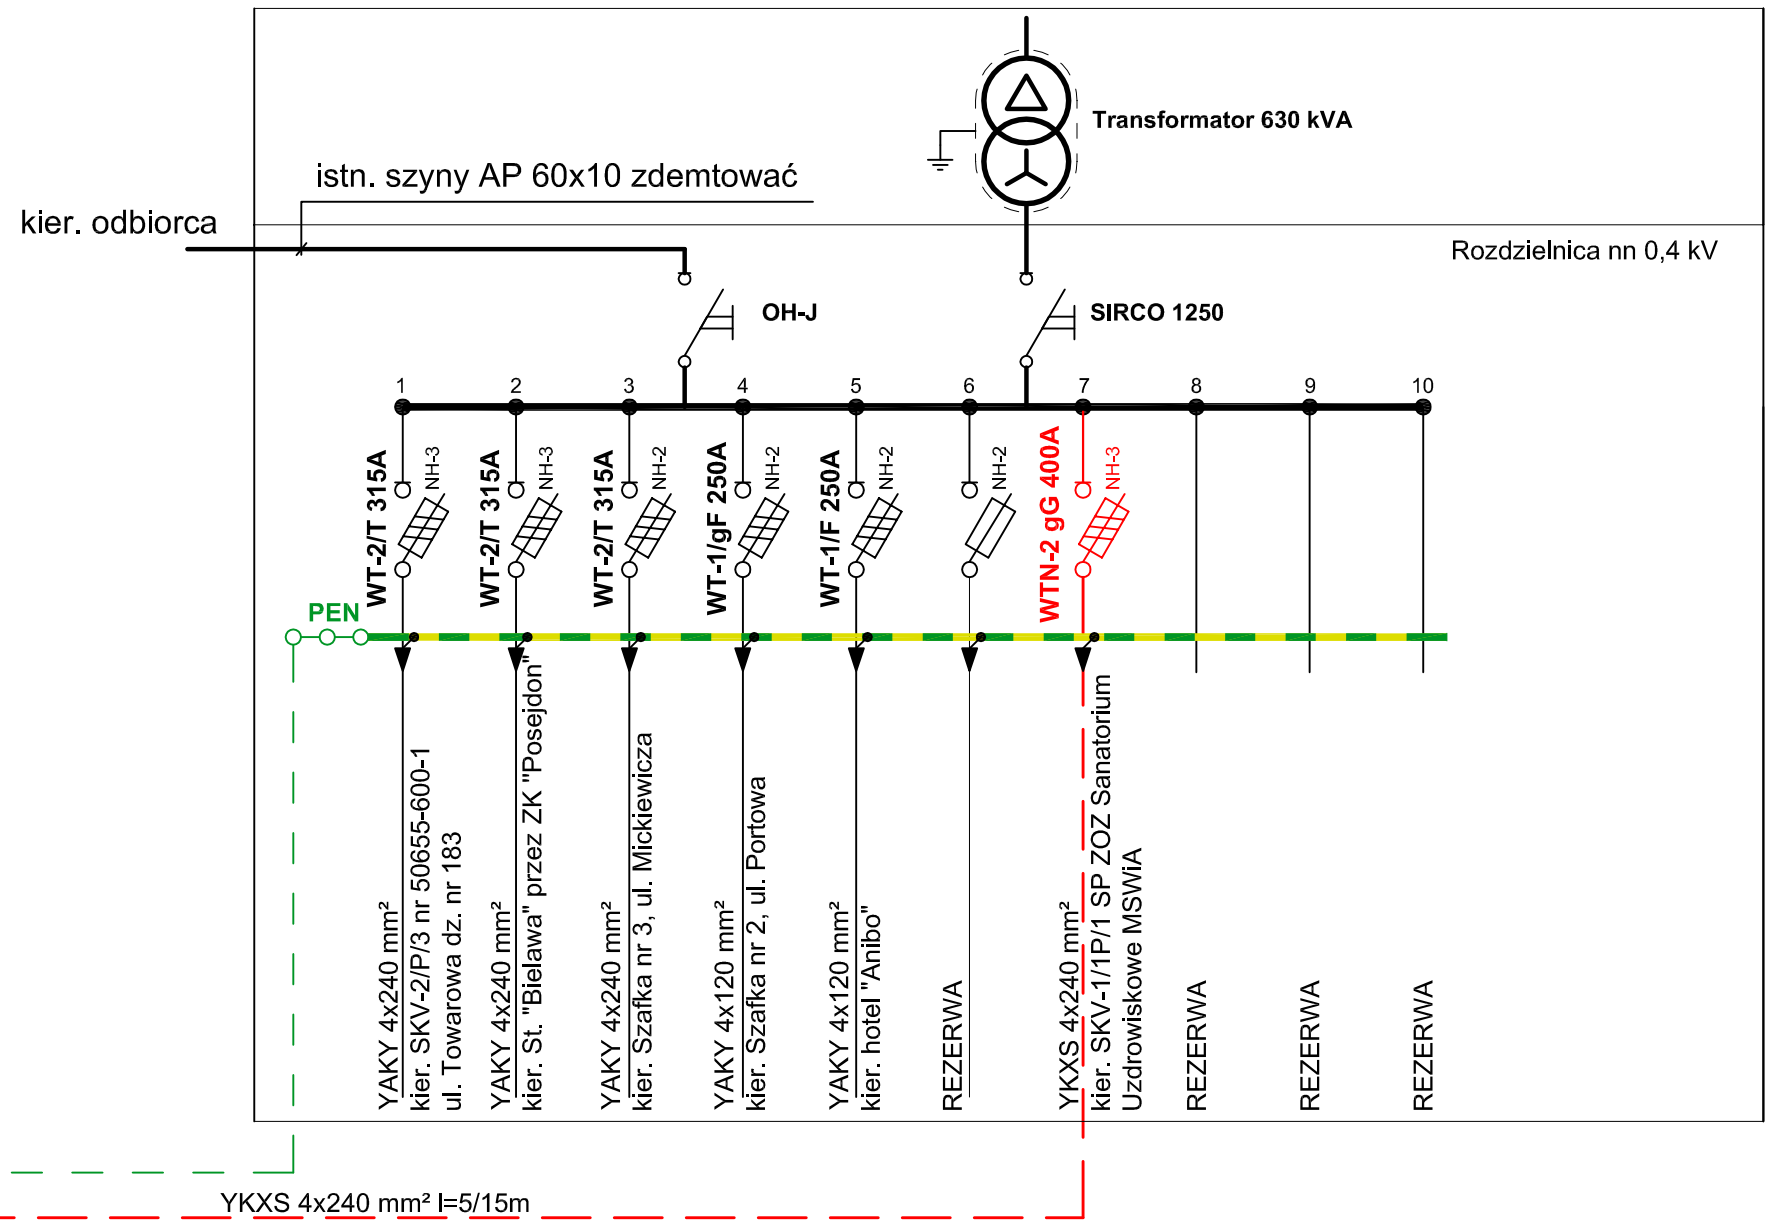 Transformator 630 kVA
istn. szyny AP 60x10 zdemtować
kier. odbiorca
Rozdzielnica nn 0,4 kV
OH-J
SIRCO 1250
1 2 3 4 5 6 7 8 9 10
WT-2/T 315A
NH-3
WT-2/T 315A
NH-3
WT-2/T 315A
NH-2
WT-1/gF 250A
NH-2
WT-1/F 250A
NH-2
NH-2
WTN-2 gG 400A
NH-3
PEN
YAKY 4x240 mm²
kier. SKV-2/P/3 nr 50655-600-1
ul. Towarowa dz. nr 183
YAKY 4x240 mm²
kier. St. "Bielawa" przez ZK "Posejdon"
YAKY 4x240 mm²
kier. Szafka nr 3, ul. Mickiewicza
YAKY 4x120 mm²
kier. Szafka nr 2, ul. Portowa
YAKY 4x120 mm²
kier. hotel "Anibo"
REZERWA
YKXS 4x240 mm²
kier. SKV-1/1P/1 SP ZOZ Sanatorium
Uzdrowiskowe MSWiA
REZERWA
REZERWA
REZERWA
YKXS 4x240 mm² l=5/15m